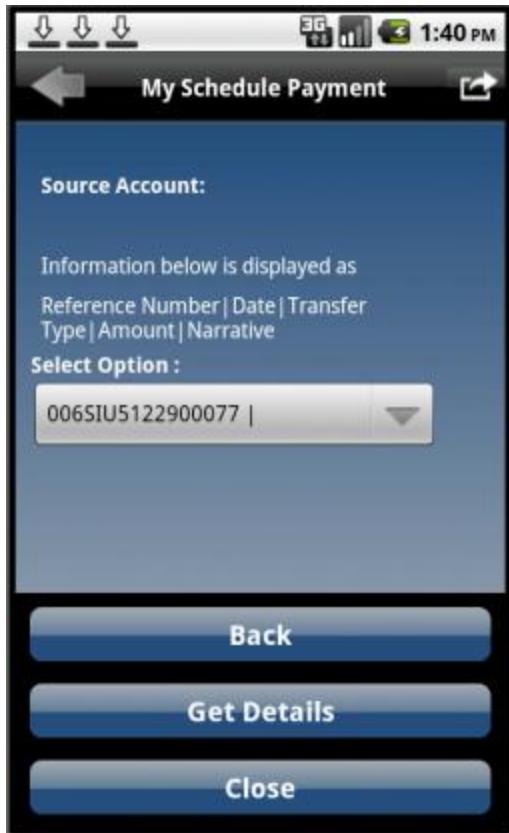 3G 1:40 PM
My Schedule Payment
Source Account:
Information below is displayed as
Reference Number|Date|Transfer
Type|Amount|Narrative
Select Option :
006SIU5122900077 |
Back
Get Details
Close